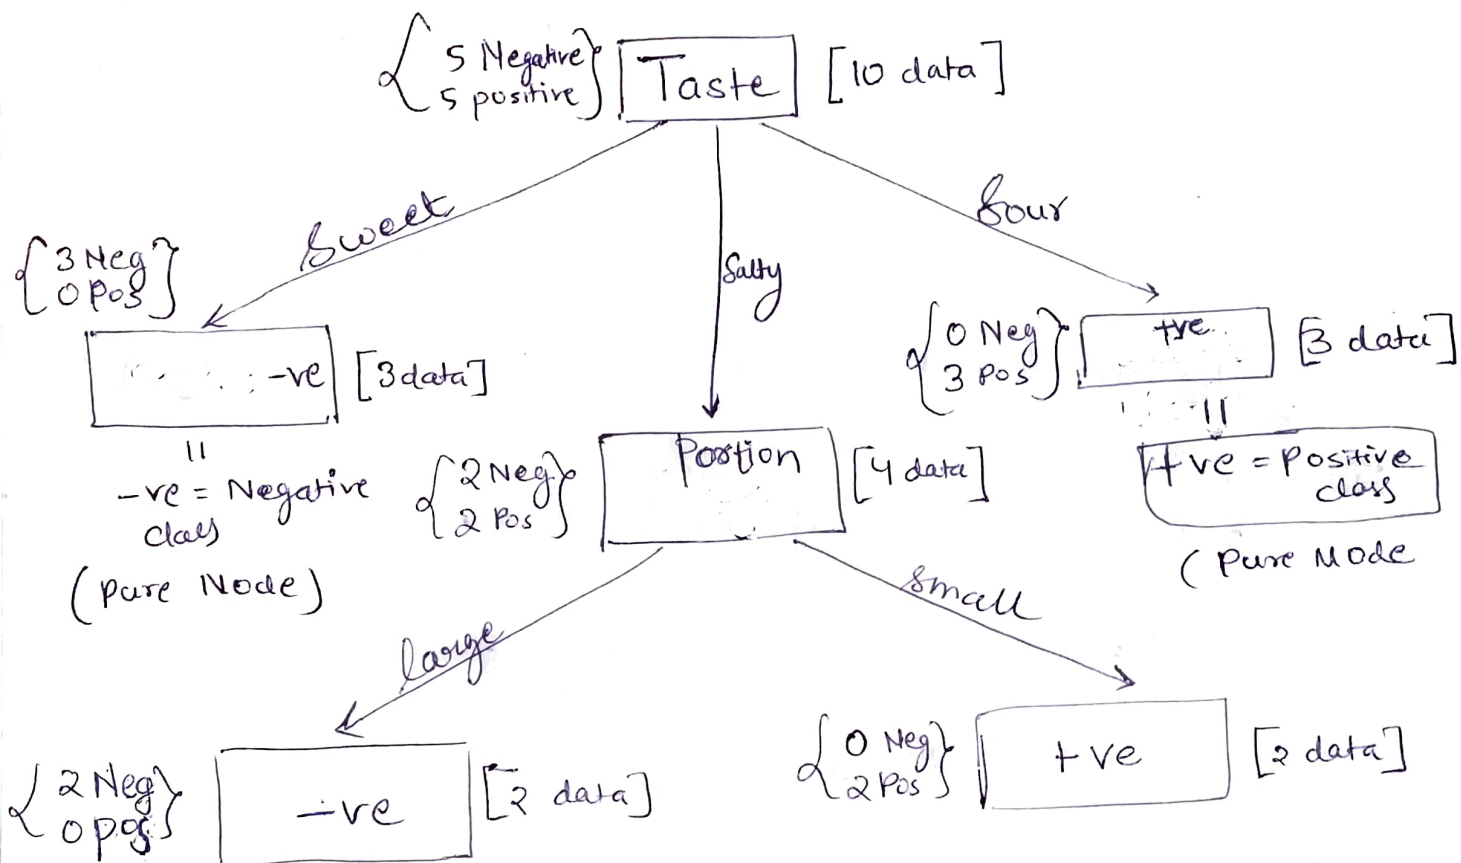 5 Negative
5 positive
Taste
[10 data]
Sweet
Salty
Sour
3 Neg
0 Pos
-ve
[3 data]
11
-ve = Negative
class
(Pure Node)
0 Neg
3 Pos
+ve
[3 data]
11
+ve = Positive
class
(Pure Node
2 Neg
2 Pos
Portion
[4 data]
large
small
2 Neg
0 pos
-ve
[2 data]
0 Neg
2 Pos
+ve
[2 data]